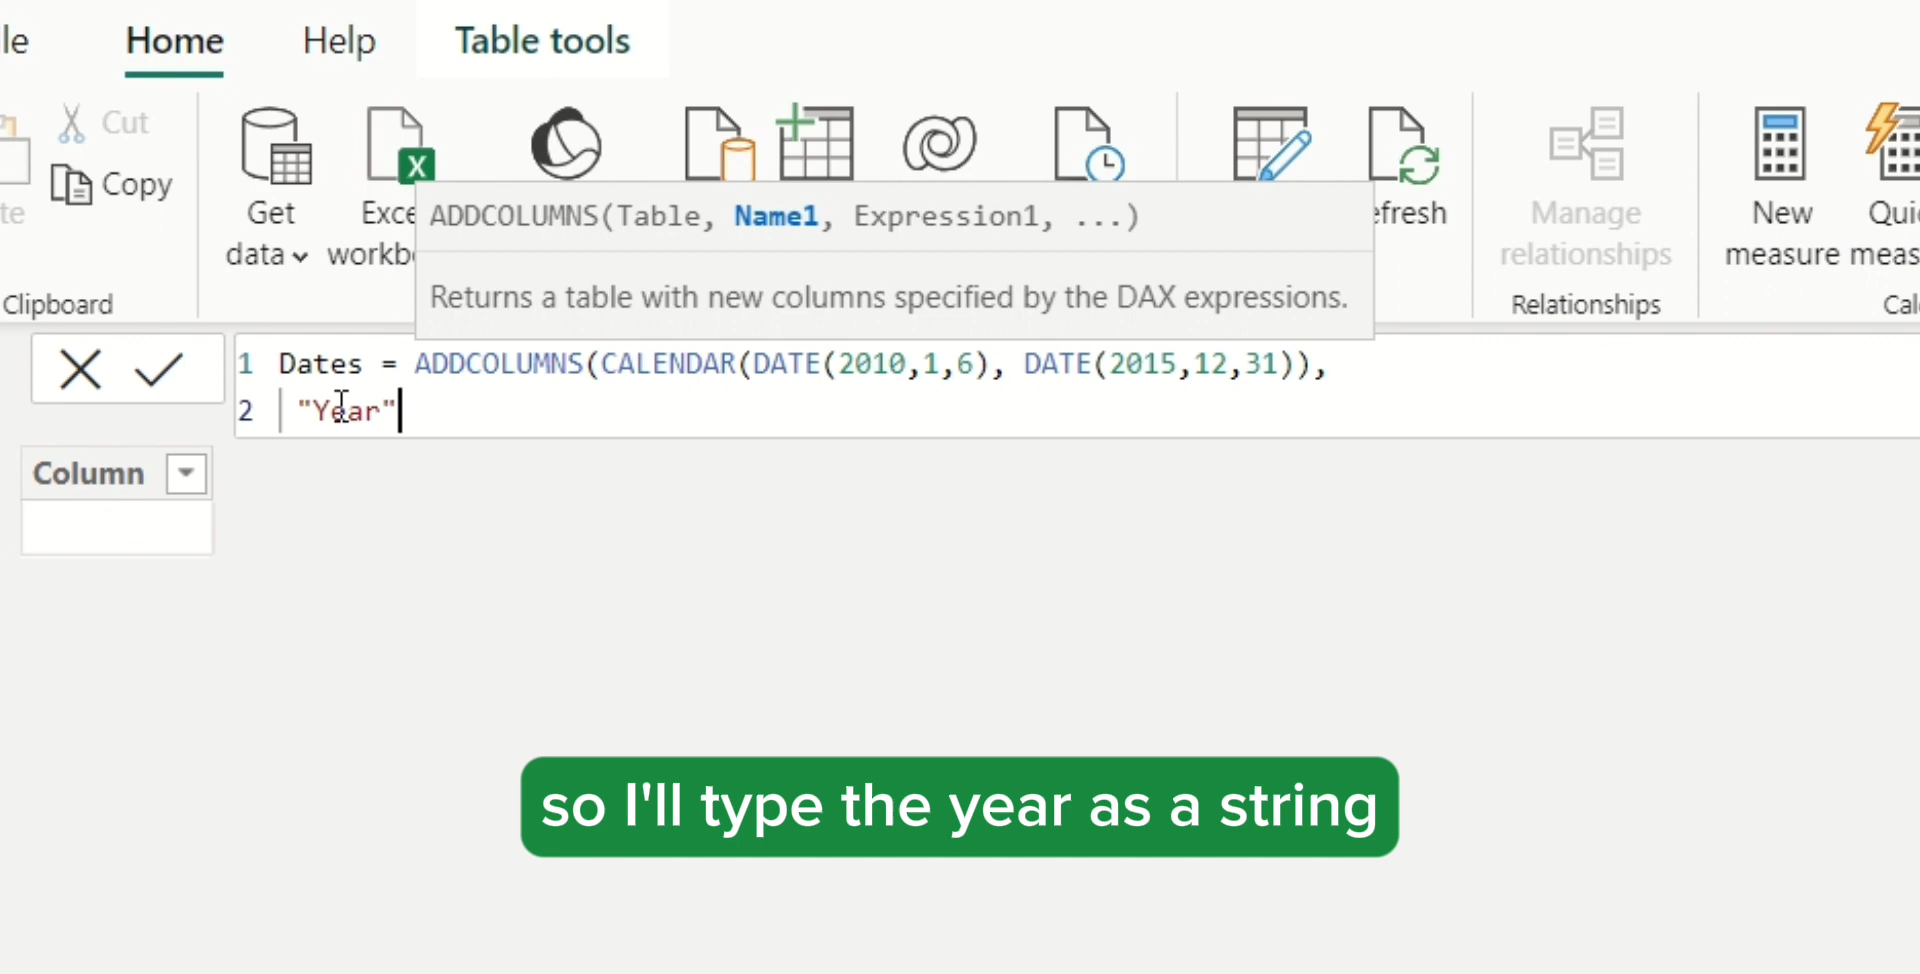 le Home Help Table tools
Cut
Copy
te
Get data
Exce workb
efresh
Manage relationships
New measure
Quic meas
Clipboard
Relationships
Calc
ADDCOLUMNS(Table, Name1, Expression1, ...)
Returns a table with new columns specified by the DAX expressions.
1 Dates = ADDCOLUMNS(CALENDAR(DATE(2010,1,6), DATE(2015,12,31)),
2 "Year"
Column
so I'll type the year as a string